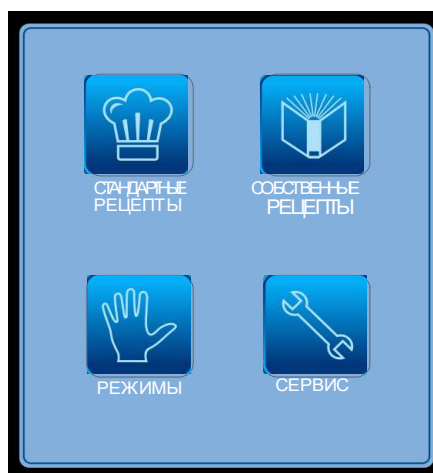 СТАНДАРТНЫЕ
РЕЦЕПТЫ
СОБСТВЕННЫЕ
РЕЦЕПТЫ
РЕЖИМЫ
СЕРВИС